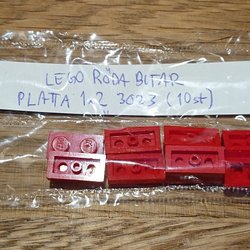 LEGO RÖDA BITAR
PLATTA 1x2 3023 (10st)